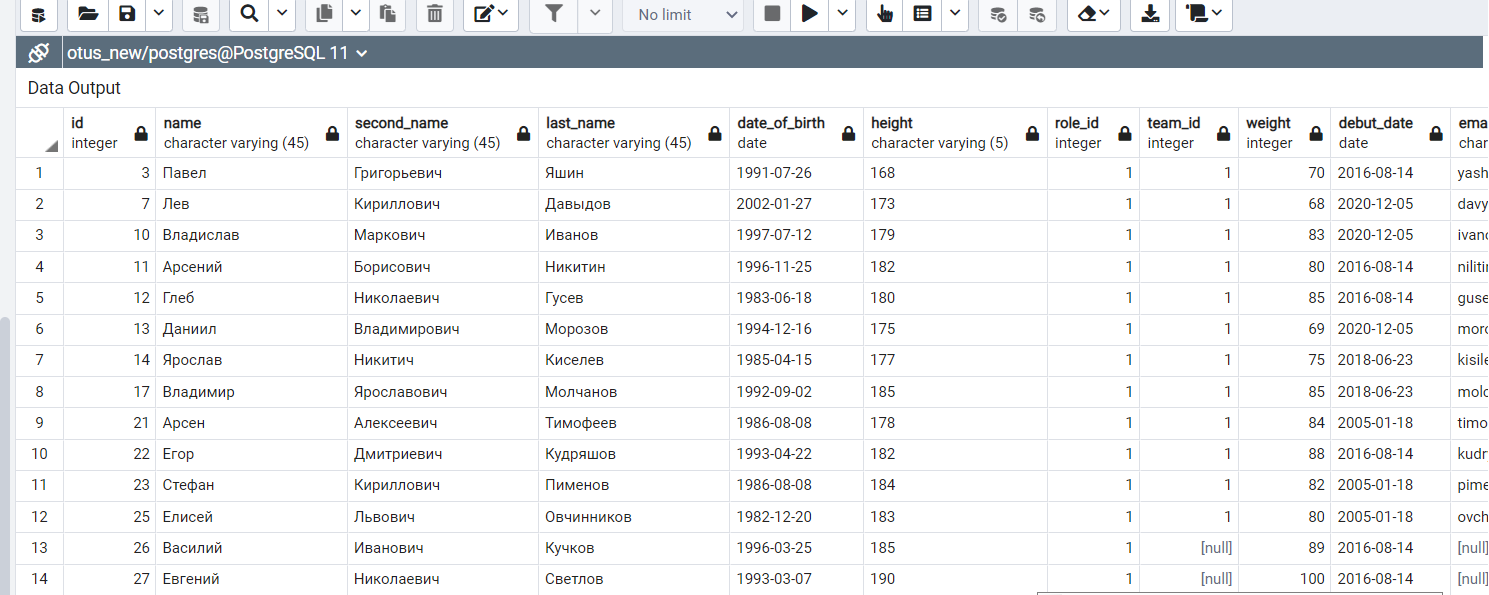 No limit
otus_new/postgres@PostgreSQL 11
Data Output
id name second_name last_name date_of_birth height role_id team_id weight debut_date ema
integer character varying (45) character varying (45) character varying (45) date character varying (5) integer integer integer date char
1 3 Павел Григорьевич Яшин 1991-07-26 168 1 1 70 2016-08-14 yash
2 7 Лев Кириллович Давыдов 2002-01-27 173 1 1 68 2020-12-05 davy
3 10 Владислав Маркович Иванов 1997-07-12 179 1 1 83 2020-12-05 ivano
4 11 Арсений Борисович Никитин 1996-11-25 182 1 1 80 2016-08-14 nilitin
5 12 Глеб Николаевич Гусев 1983-06-18 180 1 1 85 2016-08-14 guse
6 13 Даниил Владимирович Морозов 1994-12-16 175 1 1 69 2020-12-05 moro
7 14 Ярослав Никитич Киселев 1985-04-15 177 1 1 75 2018-06-23 kisile
8 17 Владимир Ярославович Молчанов 1992-09-02 185 1 1 85 2018-06-23 molc
9 21 Арсен Алексеевич Тимофеев 1986-08-08 178 1 1 84 2005-01-18 timo
10 22 Егор Дмитриевич Кудряшов 1993-04-22 182 1 1 88 2016-08-14 kudr
11 23 Стефан Кириллович Пименов 1986-08-08 184 1 1 82 2005-01-18 pime
12 25 Елисей Львович Овчинников 1982-12-20 183 1 1 80 2005-01-18 ovch
13 26 Василий Иванович Кучков 1996-03-25 185 1 [null] 89 2016-08-14 [null]
14 27 Евгений Николаевич Светлов 1993-03-07 190 1 [null] 100 2016-08-14 [null]